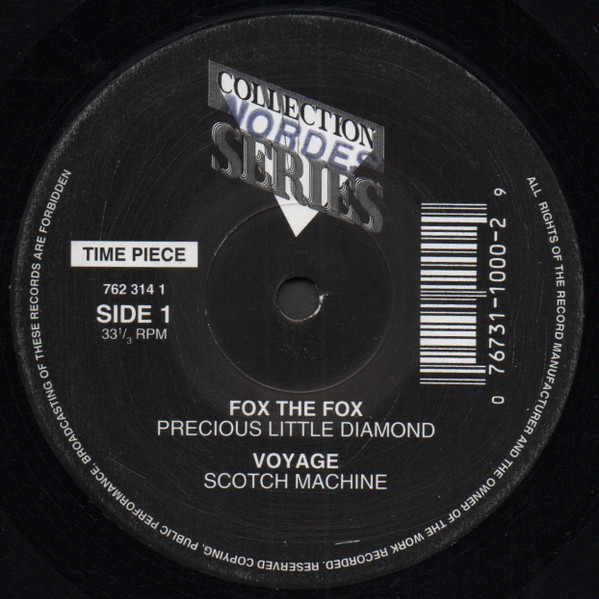 COLLECTION
NORDES
SERIES
TIME PIECE
762 314 1
SIDE 1
33 1/3 RPM
0 76731-1000-2 9
FOX THE FOX
PRECIOUS LITTLE DIAMOND
VOYAGE
SCOTCH MACHINE
ALL RIGHTS OF THE RECORD MANUFACTURER AND THE OWNER OF THE WORK RECORDED. RESERVED COPYING, PUBLIC PERFORMANCE, BROADCASTING OF THESE RECORDS ARE FORBIDDEN